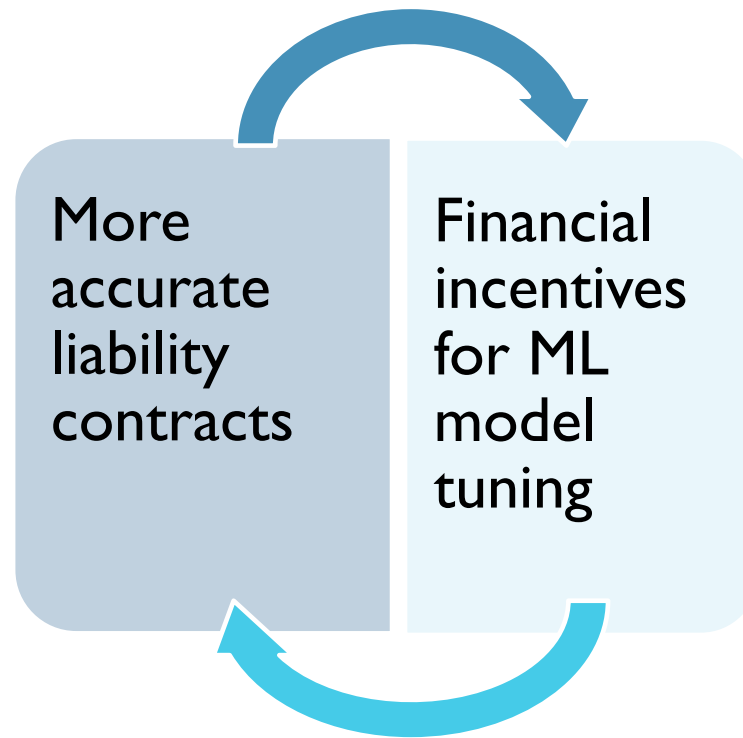 More
accurate
liability
contracts
Financial
incentives
for ML
model
tuning